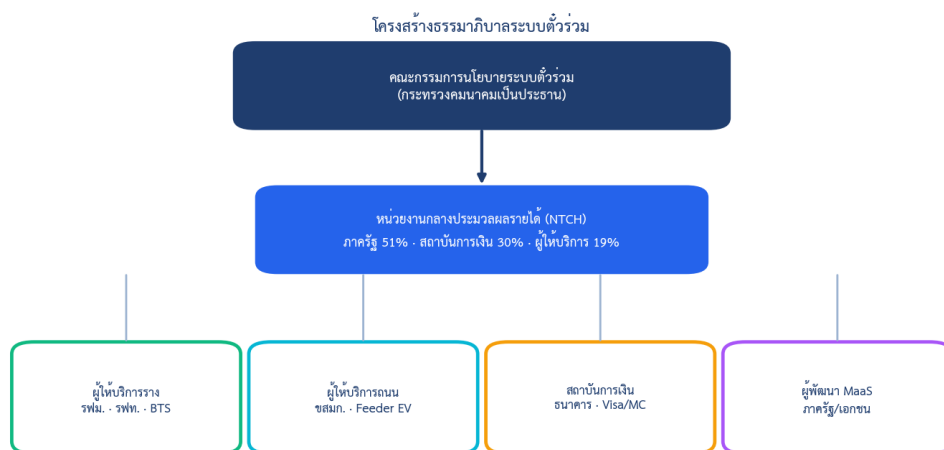 โครงสร้างธรรมาภิบาลระบบตั๋วร่วม
คณะกรรมการนโยบายระบบตั๋วร่วม
(กระทรวงคมนาคมเป็นประธาน)
หน่วยงานกลางประมวลผลรายได้ (NTCH)
ภาครัฐ 51% · สถาบันการเงิน 30% · ผู้ให้บริการ 19%
ผู้ให้บริการราง
รฟม. · รฟท. · BTS
ผู้ให้บริการถนน
ขสมก. · Feeder EV
สถาบันการเงิน
ธนาคาร · Visa/MC
ผู้พัฒนา MaaS
ภาครัฐ/เอกชน